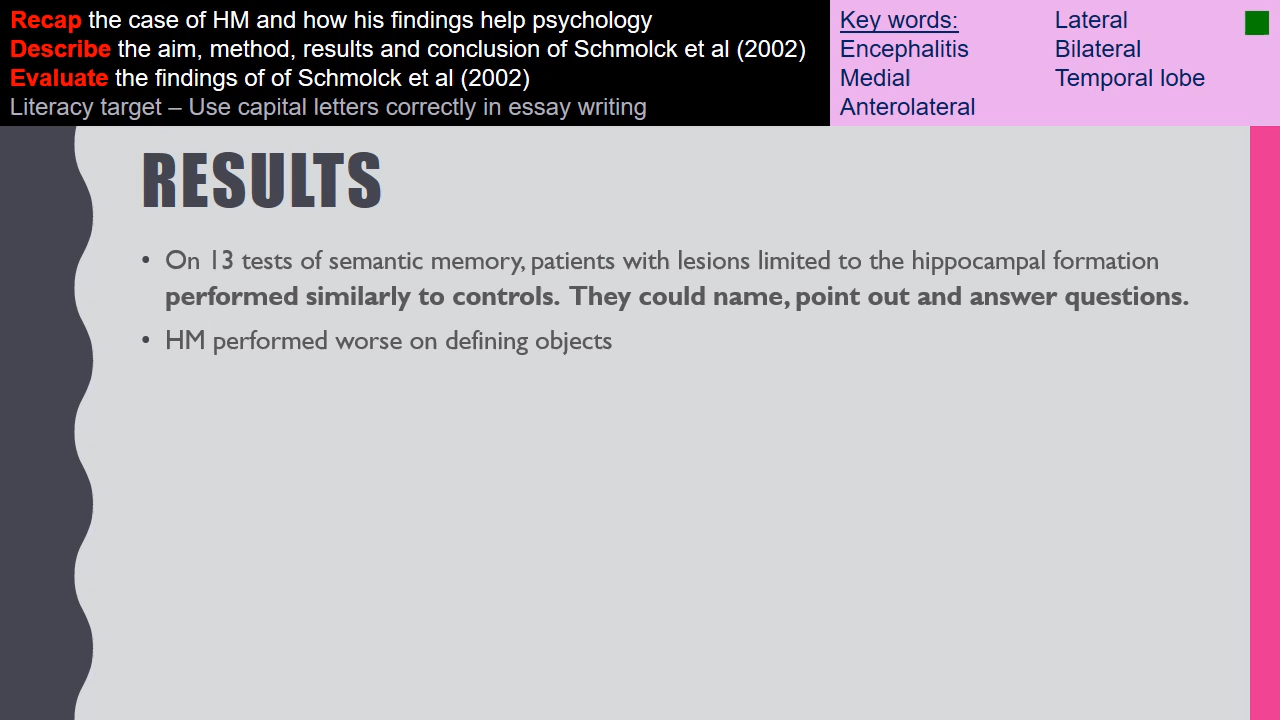 Recap the case of HM and how his findings help psychology
Describe the aim, method, results and conclusion of Schmolck et al (2002)
Evaluate the findings of of Schmolck et al (2002)
Literacy target – Use capital letters correctly in essay writing
Key words:
Encephalitis
Medial
Anterolateral
Lateral
Bilateral
Temporal lobe
RESULTS
• On 13 tests of semantic memory, patients with lesions limited to the hippocampal formation
performed similarly to controls. They could name, point out and answer questions.
• HM performed worse on defining objects